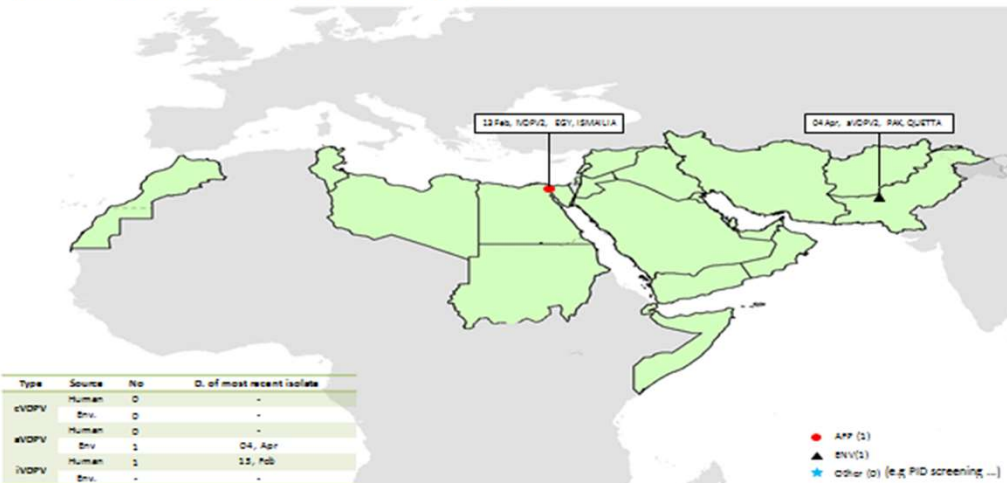 13 Feb, iVDPV2, EGY, ISMAILIA
04 Apr, aVDPV2, PAK, QUETTA
Type Source No D. of most recent isolate
cVDPV Human 0 -
Env. 0 -
aVDPV Human 0 -
Env 1 04, Apr
iVDPV Human 1 13, Feb
Env. - -
AFP (1)
ENV(1)
Other (0) (e.g PID screening ...)